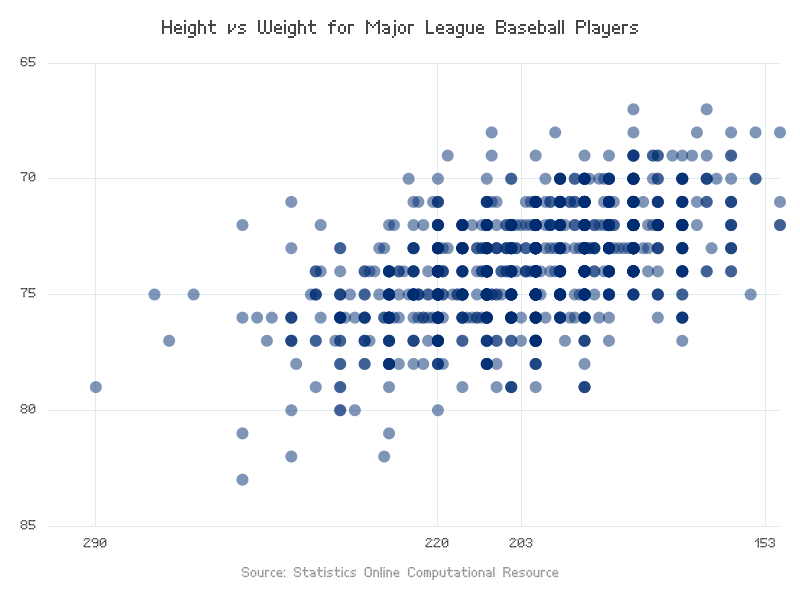 Height vs Weight for Major League Baseball Players
65
70
75
80
85
290 220 203 153
Source: Statistics Online Computational Resource